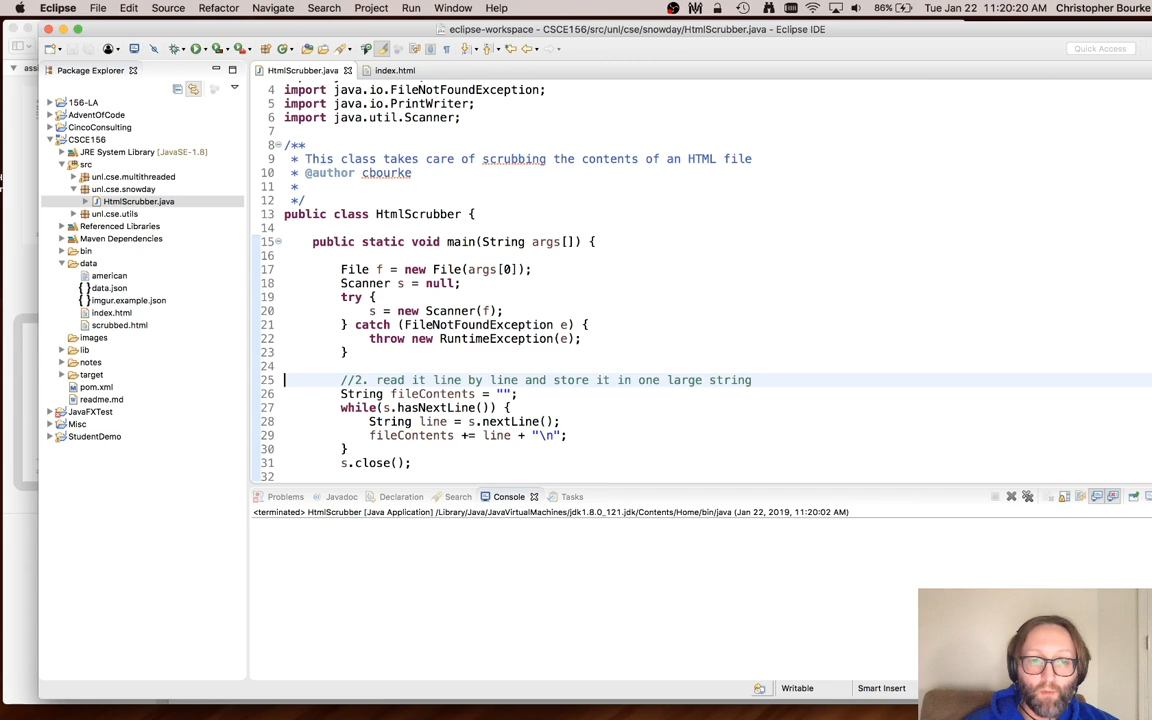 Eclipse File Edit Source Refactor Navigate Search Project Run Window Help 86% Tue Jan 22 11:20:20 AM Christopher Bourke
eclipse-workspace - CSCE156/src/unl/cse/snowday/HtmlScrubber.java - Eclipse IDE
Quick Access
Package Explorer
HtmlScrubber.java index.html
156-LA
AdventOfCode
CincoConsulting
CSCE156
JRE System Library [JavaSE-1.8]
src
unl.cse.multithreaded
unl.cse.snowday
HtmlScrubber.java
unl.cse.utils
Referenced Libraries
Maven Dependencies
bin
data
american
data.json
imgur.example.json
index.html
scrubbed.html
images
lib
notes
target
pom.xml
readme.md
JavaFXTest
Misc
StudentDemo
4 import java.io.FileNotFoundException;
5 import java.io.PrintWriter;
6 import java.util.Scanner;
7
8 /**
9 * This class takes care of scrubbing the contents of an HTML file
10 * @author cbourke
11 *
12 */
13 public class HtmlScrubber {
14
15 public static void main(String args[]) {
16
17 File f = new File(args[0]);
18 Scanner s = null;
19 try {
20 s = new Scanner(f);
21 } catch (FileNotFoundException e) {
22 throw new RuntimeException(e);
23 }
24
25 //2. read it line by line and store it in one large string
26 String fileContents = "";
27 while(s.hasNextLine()) {
28 String line = s.nextLine();
29 fileContents += line + "\n";
30 }
31 s.close();
32
Problems Javadoc Declaration Search Console Tasks
<terminated> HtmlScrubber [Java Application] /Library/Java/JavaVirtualMachines/jdk1.8.0_121.jdk/Contents/Home/bin/java (Jan 22, 2019, 11:20:02 AM)
Writable Smart Insert